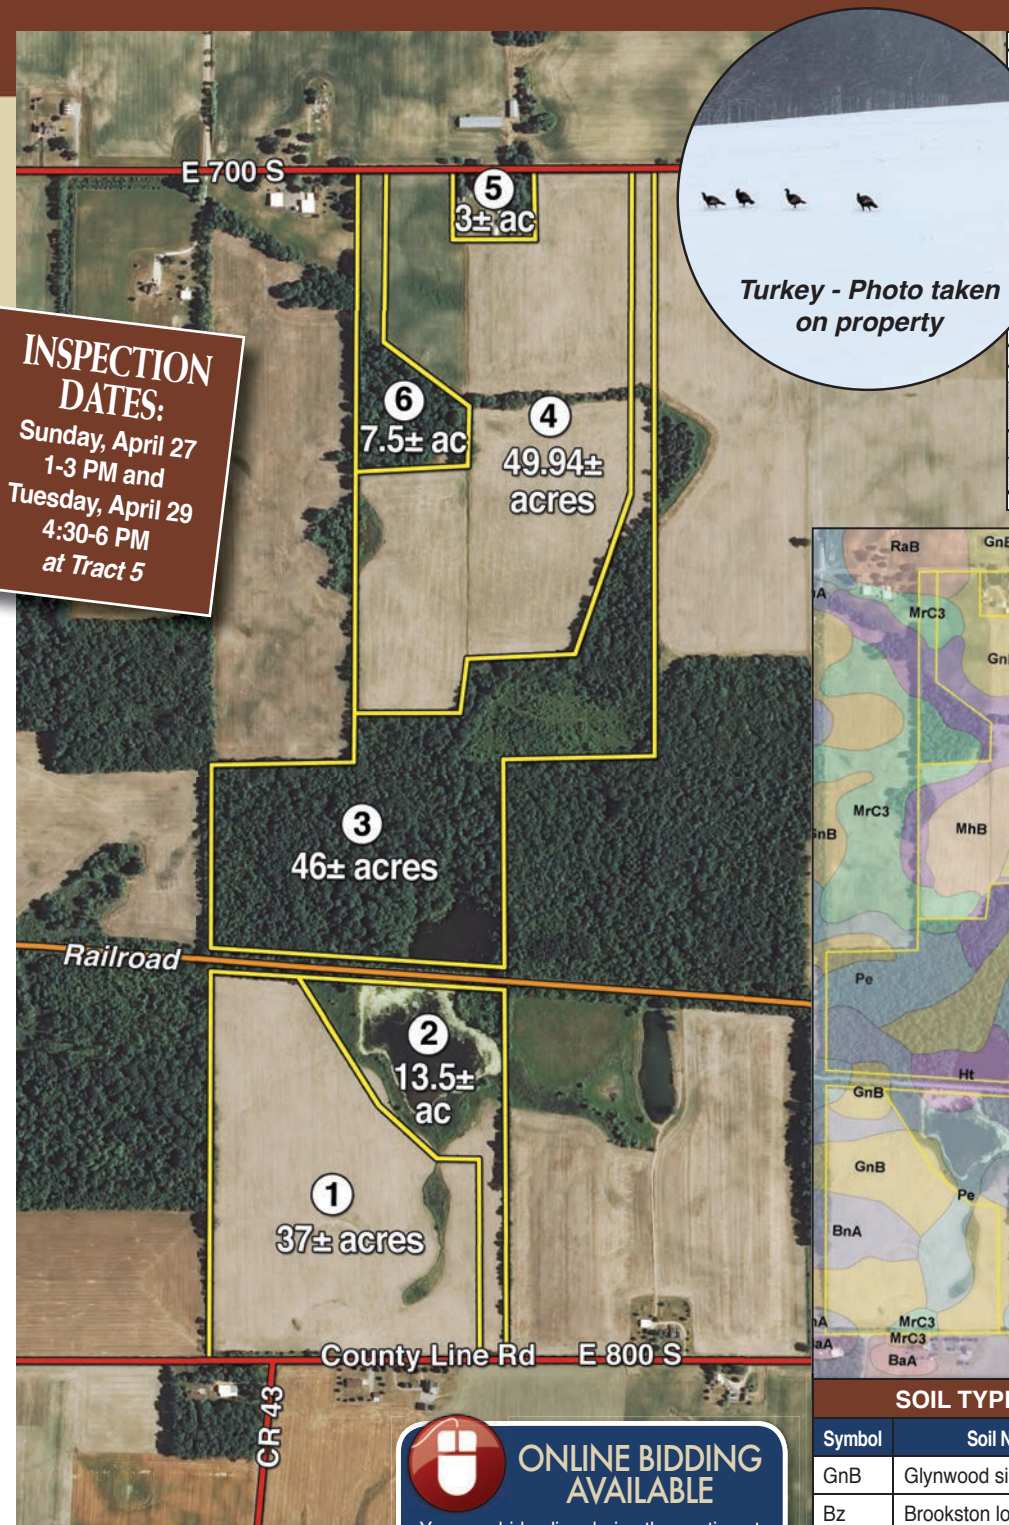 E 700 S
5
3± ac
Turkey - Photo taken
on property
INSPECTION
DATES:
Sunday, April 27
1-3 PM and
Tuesday, April 29
4:30-6 PM
at Tract 5
6
7.5± ac
4
49.94±
acres
3
46± acres
Railroad
2
13.5±
ac
1
37± acres
County Line Rd E 800 S
CR 43
RaB
MrC3
MrC3
MhB
Pe
Ht
GnB
GnB
Pe
BnA
MrC3
MrC3
BaA
SOIL TYP
Symbol Soil N
GnB Glynwood si
Bz Brookston lo
ONLINE BIDDING
AVAILABLE